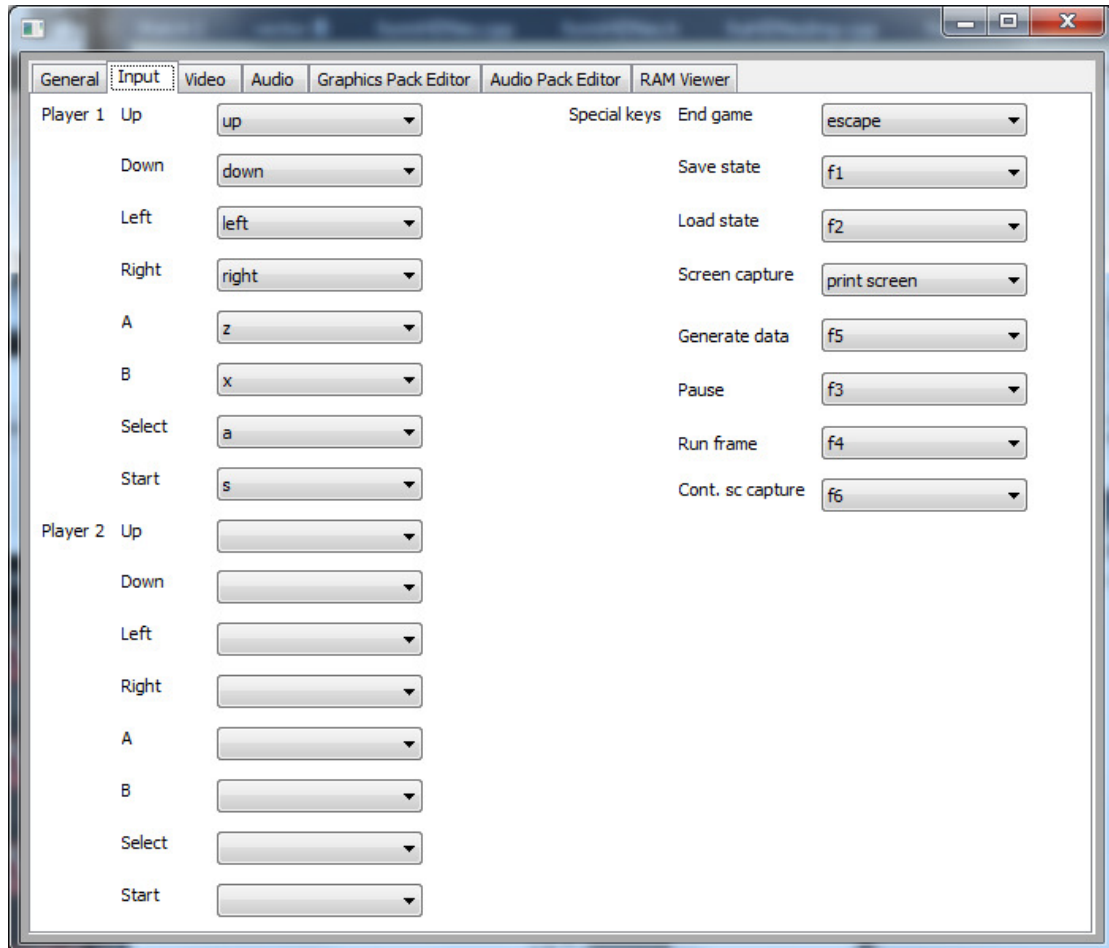 General Input Video Audio Graphics Pack Editor Audio Pack Editor RAM Viewer
Player 1 Up up Special keys End game escape
Down down Save state f1
Left left Load state f2
Right right Screen capture print screen
A z Generate data f5
B x Pause f3
Select a Run frame f4
Start s Cont. sc capture f6
Player 2 Up
Down
Left
Right
A
B
Select
Start